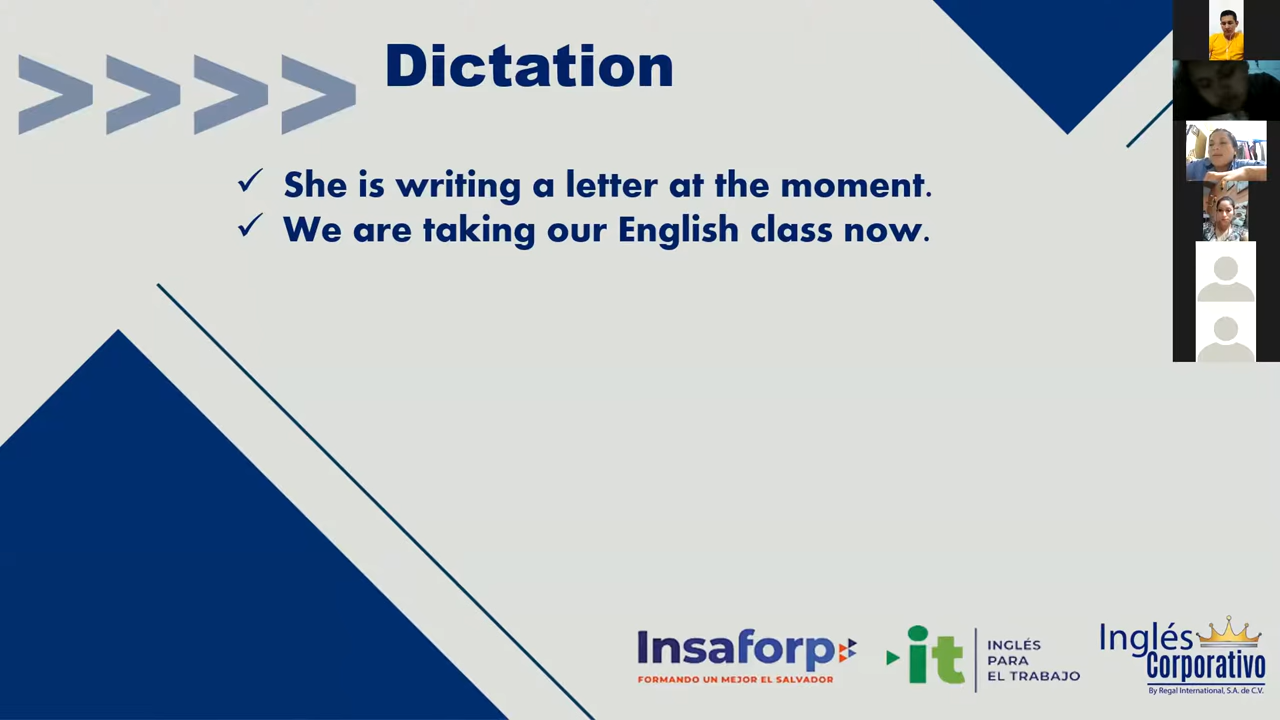 Dictation
She is writing a letter at the moment.
We are taking our English class now.
Insaforp
FORMANDO UN MEJOR EL SALVADOR
it
INGLÉS
PARA
EL TRABAJO
Inglés
Corporativo
By Regal International, S.A. de C.V.